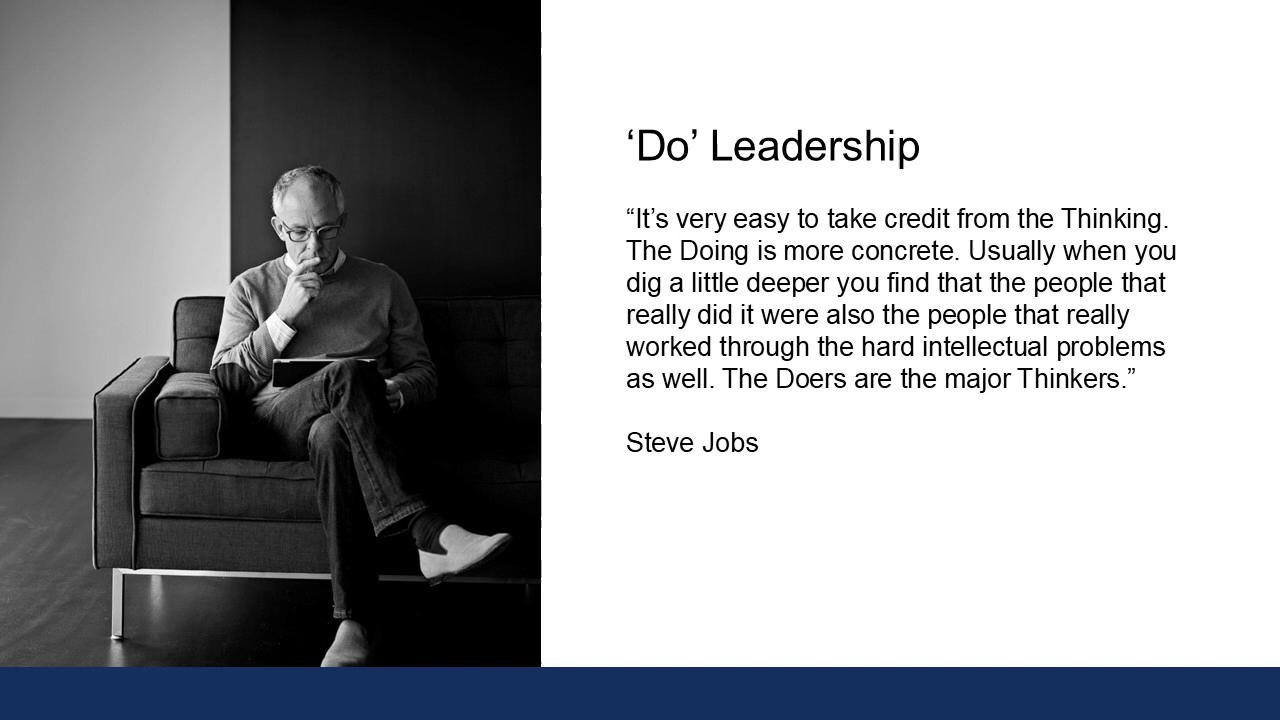 ‘Do’ Leadership
“It’s very easy to take credit from the Thinking.
The Doing is more concrete. Usually when you
dig a little deeper you find that the people that
really did it were also the people that really
worked through the hard intellectual problems
as well. The Doers are the major Thinkers.”
Steve Jobs